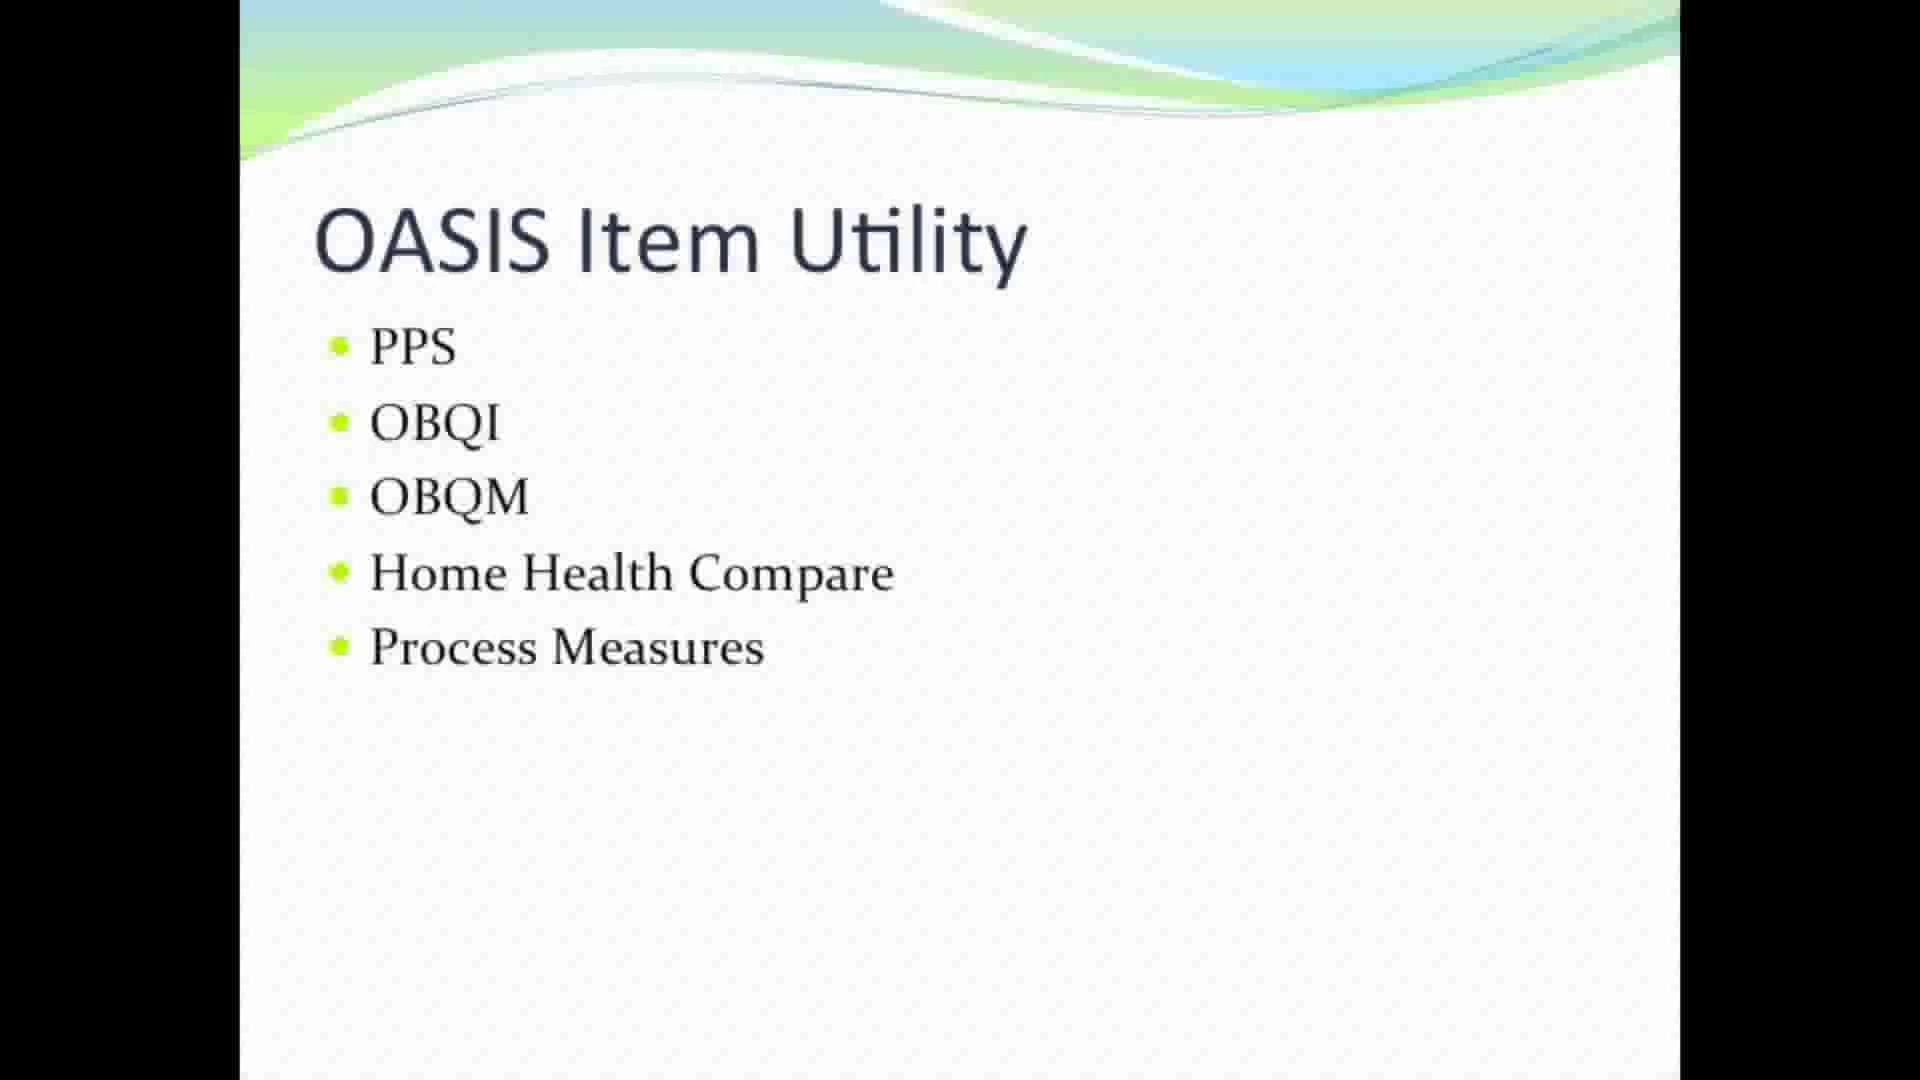 OASIS Item Utility
PPS
OBQI
OBQM
Home Health Compare
Process Measures